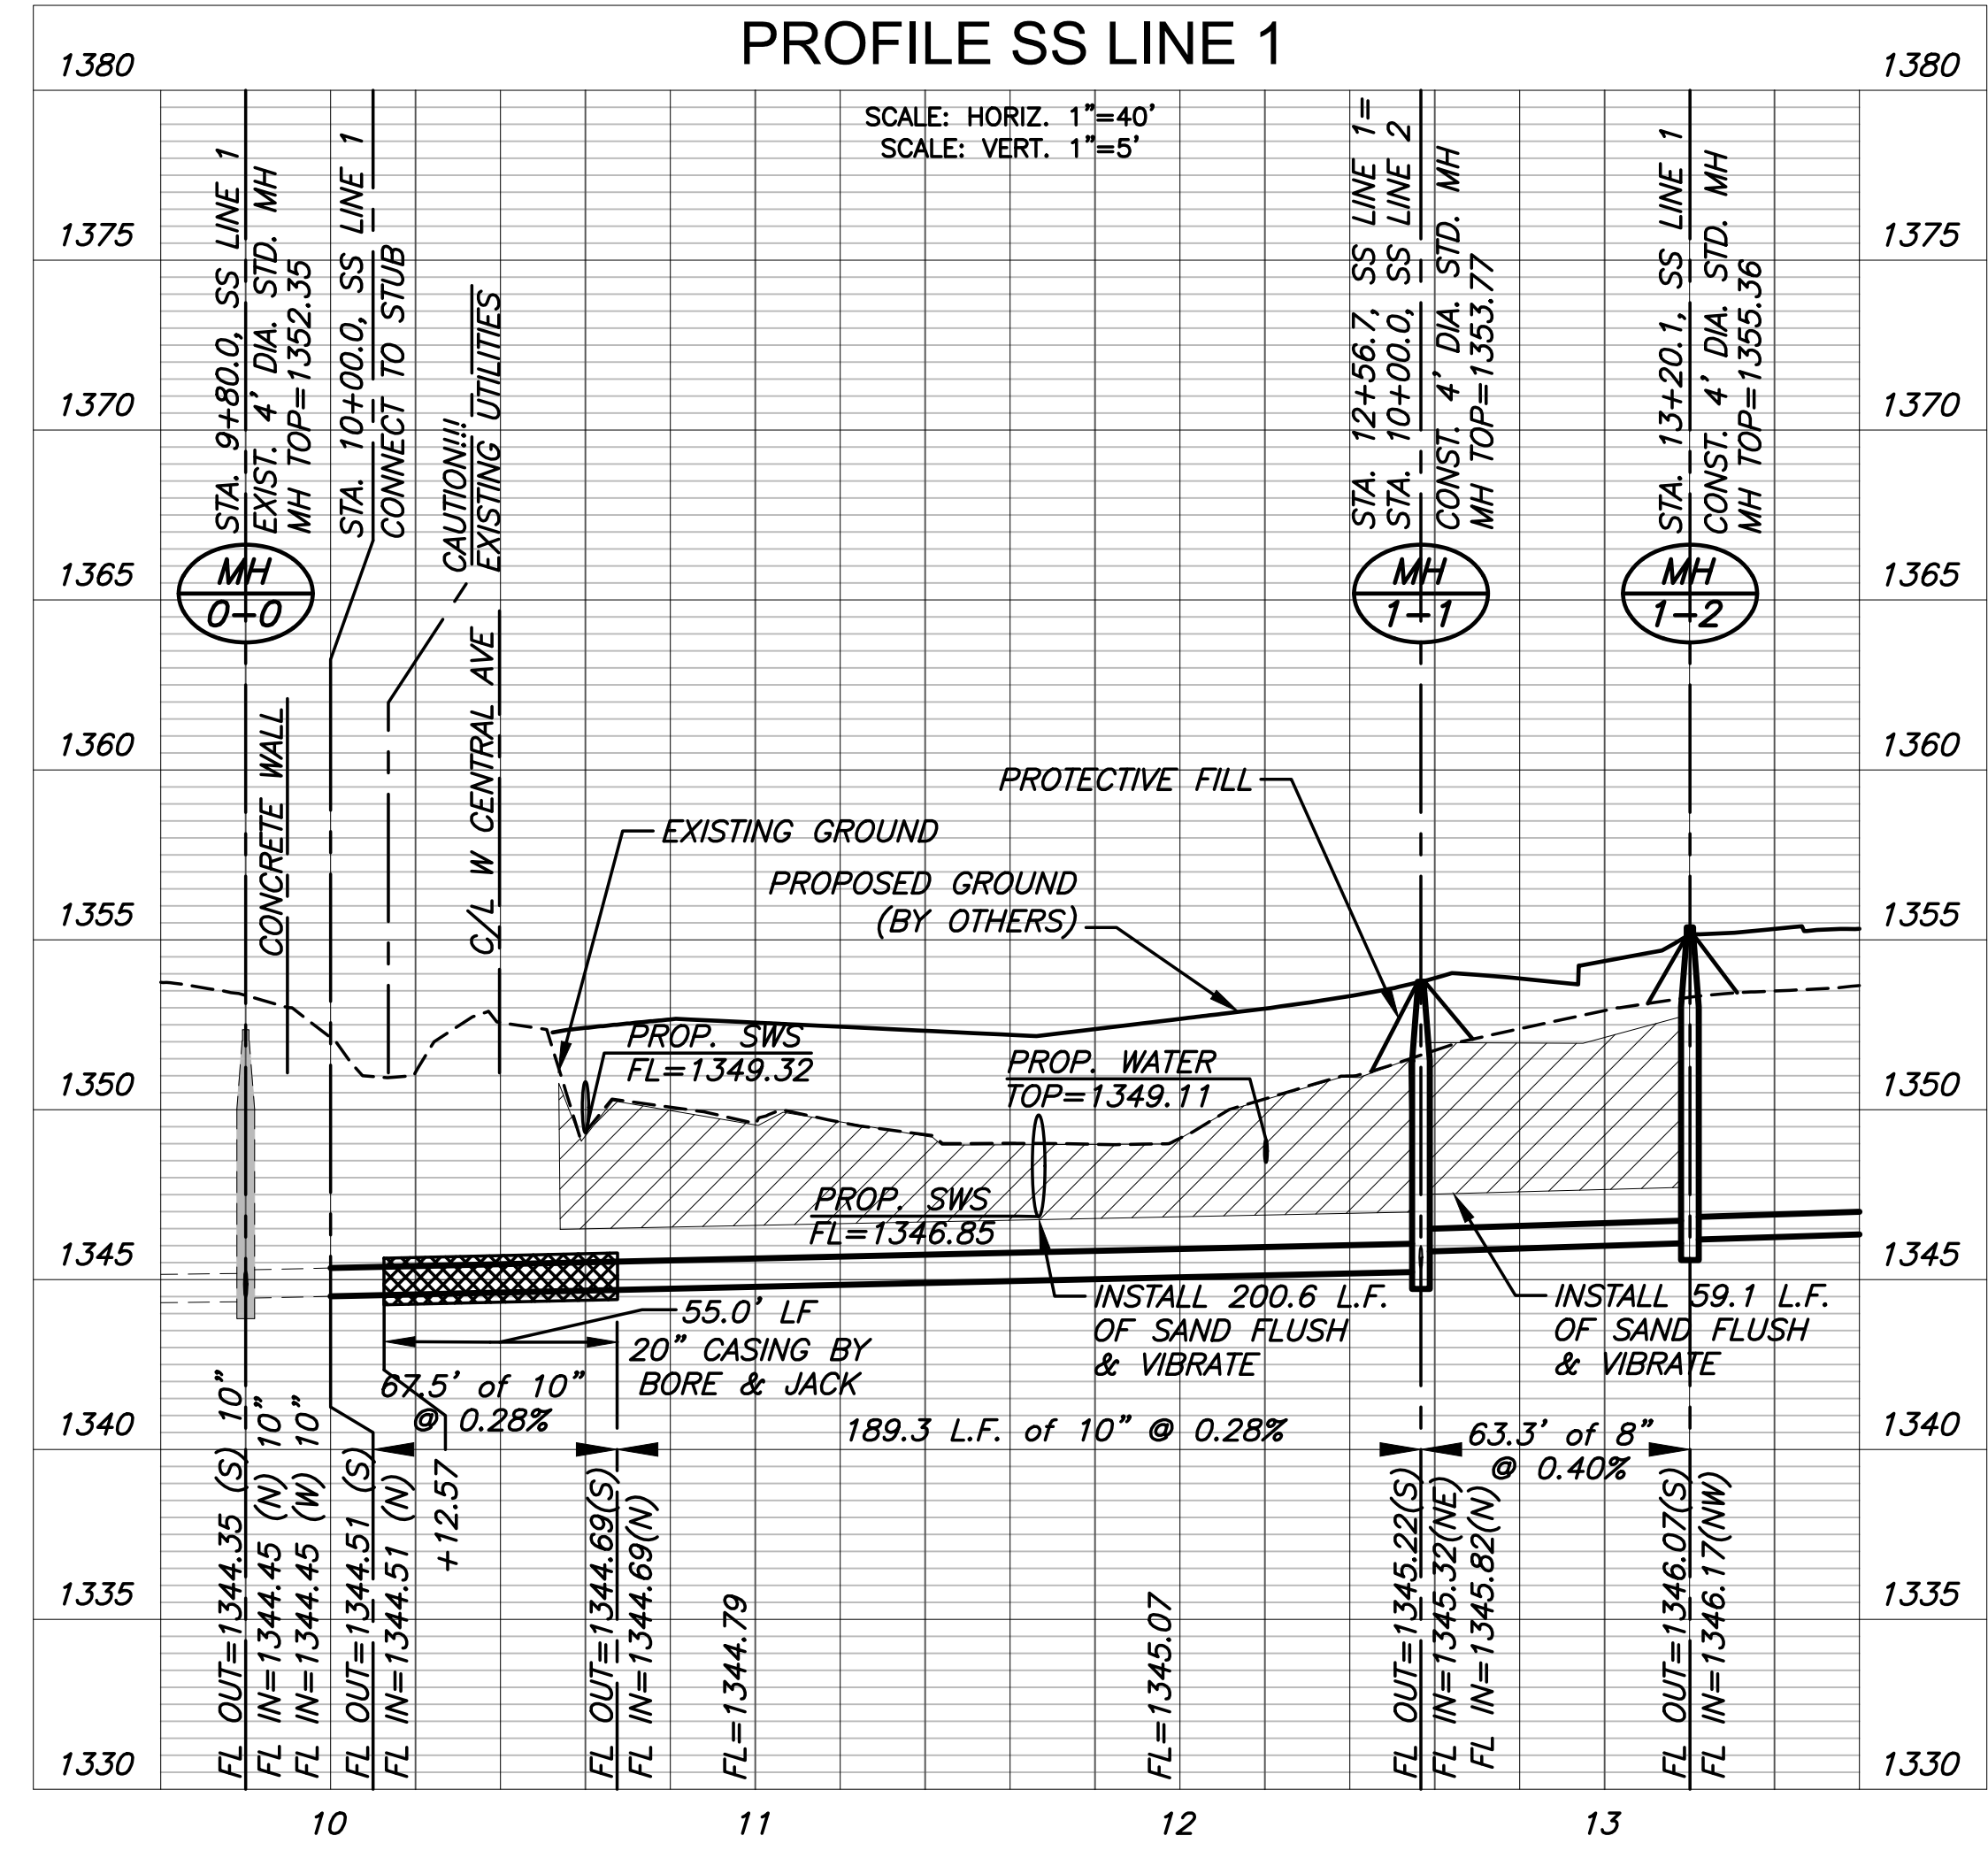 PROFILE SS LINE 1
SCALE: HORIZ. 1"=40'
SCALE: VERT. 1"=5'
1380
1380
1375
1375
1370
1370
1365
1365
1360
1360
1355
1355
1350
1350
1345
1345
1340
1340
1335
1335
1330
1330
STA. 9+80.0, SS LINE 1
EXIST. 4' DIA. STD. MH
MH TOP=1352.35
STA. 10+00.0, SS LINE 1
CONNECT TO STUB
CAUTION!!!
EXISTING UTILITIES
STA. 12+56.7, SS LINE 1=
STA. 10+00.0, SS LINE 2
CONST. 4' DIA. STD. MH
MH TOP=1353.77
STA. 13+20.1, SS LINE 1
CONST. 4' DIA. STD. MH
MH TOP=1355.36
MH
0-0
MH
1-1
MH
1-2
CONCRETE WALL
C/L W CENTRAL AVE
PROTECTIVE FILL
EXISTING GROUND
PROPOSED GROUND
(BY OTHERS)
PROP. SWS
FL=1349.32
PROP. WATER
TOP=1349.11
PROP. SWS
FL=1346.85
55.0' LF
20" CASING BY
BORE & JACK
INSTALL 200.6 L.F.
OF SAND FLUSH
& VIBRATE
INSTALL 59.1 L.F.
OF SAND FLUSH
& VIBRATE
67.5' of 10"
@ 0.28%
189.3 L.F. of 10" @ 0.28%
63.3' of 8"
@ 0.40%
FL OUT=1344.35 (S) 10"
FL IN=1344.45 (N) 10"
FL IN=1344.45 (W) 10"
FL OUT=1344.51 (S)
FL IN=1344.51 (N)
+12.57
FL OUT=1344.69(S)
FL IN=1344.69(N)
FL=1344.79
FL=1345.07
FL OUT=1345.22(S)
FL IN=1345.32(NE)
FL IN=1345.82(N)
FL OUT=1346.07(S)
FL IN=1346.17(NW)
10
11
12
13